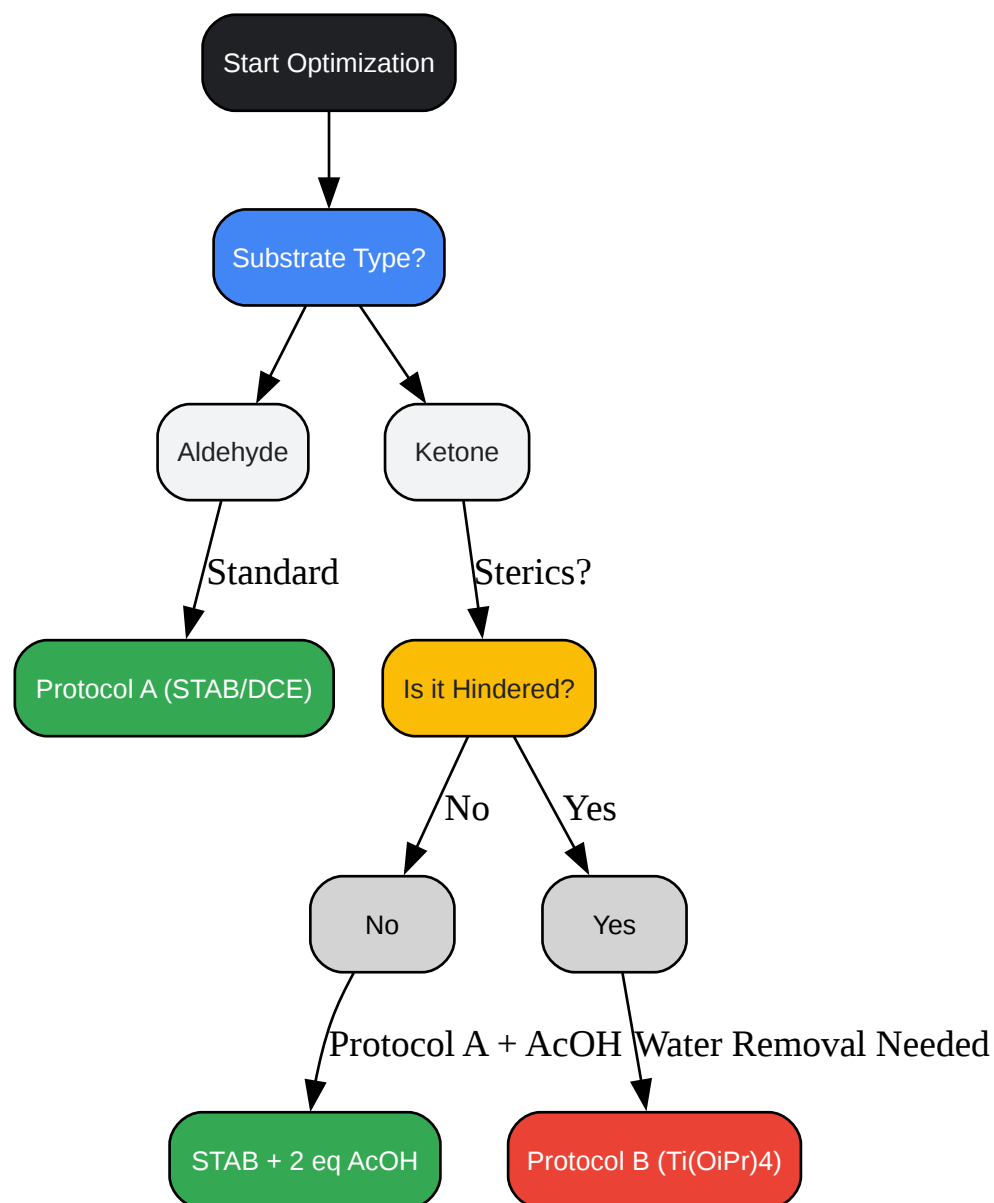 Start Optimization
Substrate Type?
Aldehyde
Ketone
Standard
Sterics?
Protocol A (STAB/DCE)
Is it Hindered?
No
Yes
No
Yes
Protocol A + AcOH
Water Removal Needed
STAB + 2 eq AcOH
Protocol B (Ti(OiPr)4)